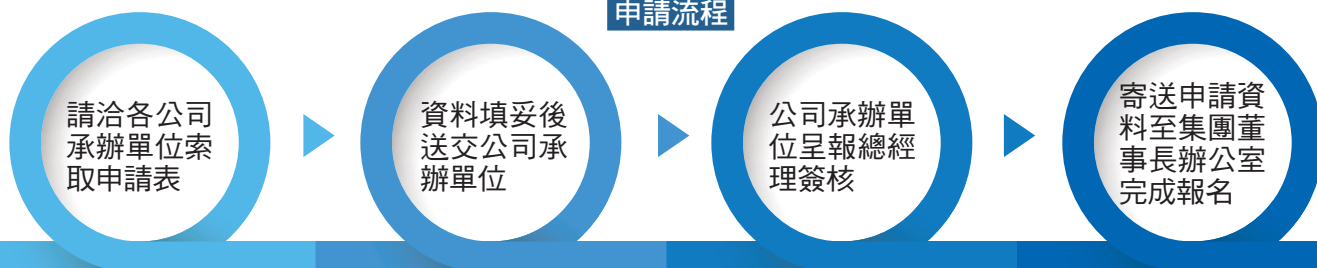 申請流程
請洽各公司
承辦單位索
取申請表
資料填妥後
送交公司承
辦單位
公司承辦單
位呈報總經
理簽核
寄送申請資
料至集團董
事長辦公室
完成報名